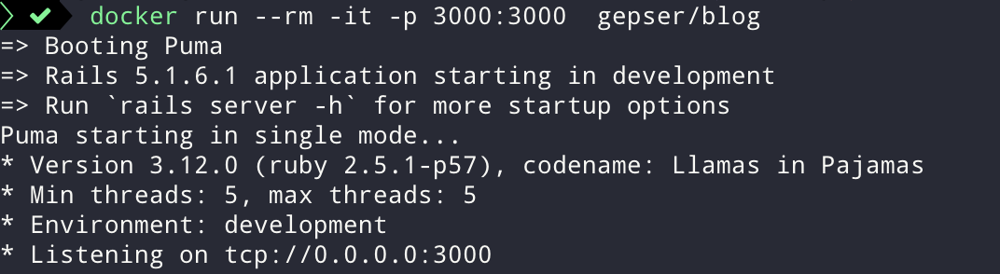 docker run --rm -it -p 3000:3000  gepser/blog
=> Booting Puma
=> Rails 5.1.6.1 application starting in development
=> Run `rails server -h` for more startup options
Puma starting in single mode...
* Version 3.12.0 (ruby 2.5.1-p57), codename: Llamas in Pajamas
* Min threads: 5, max threads: 5
* Environment: development
* Listening on tcp://0.0.0.0:3000